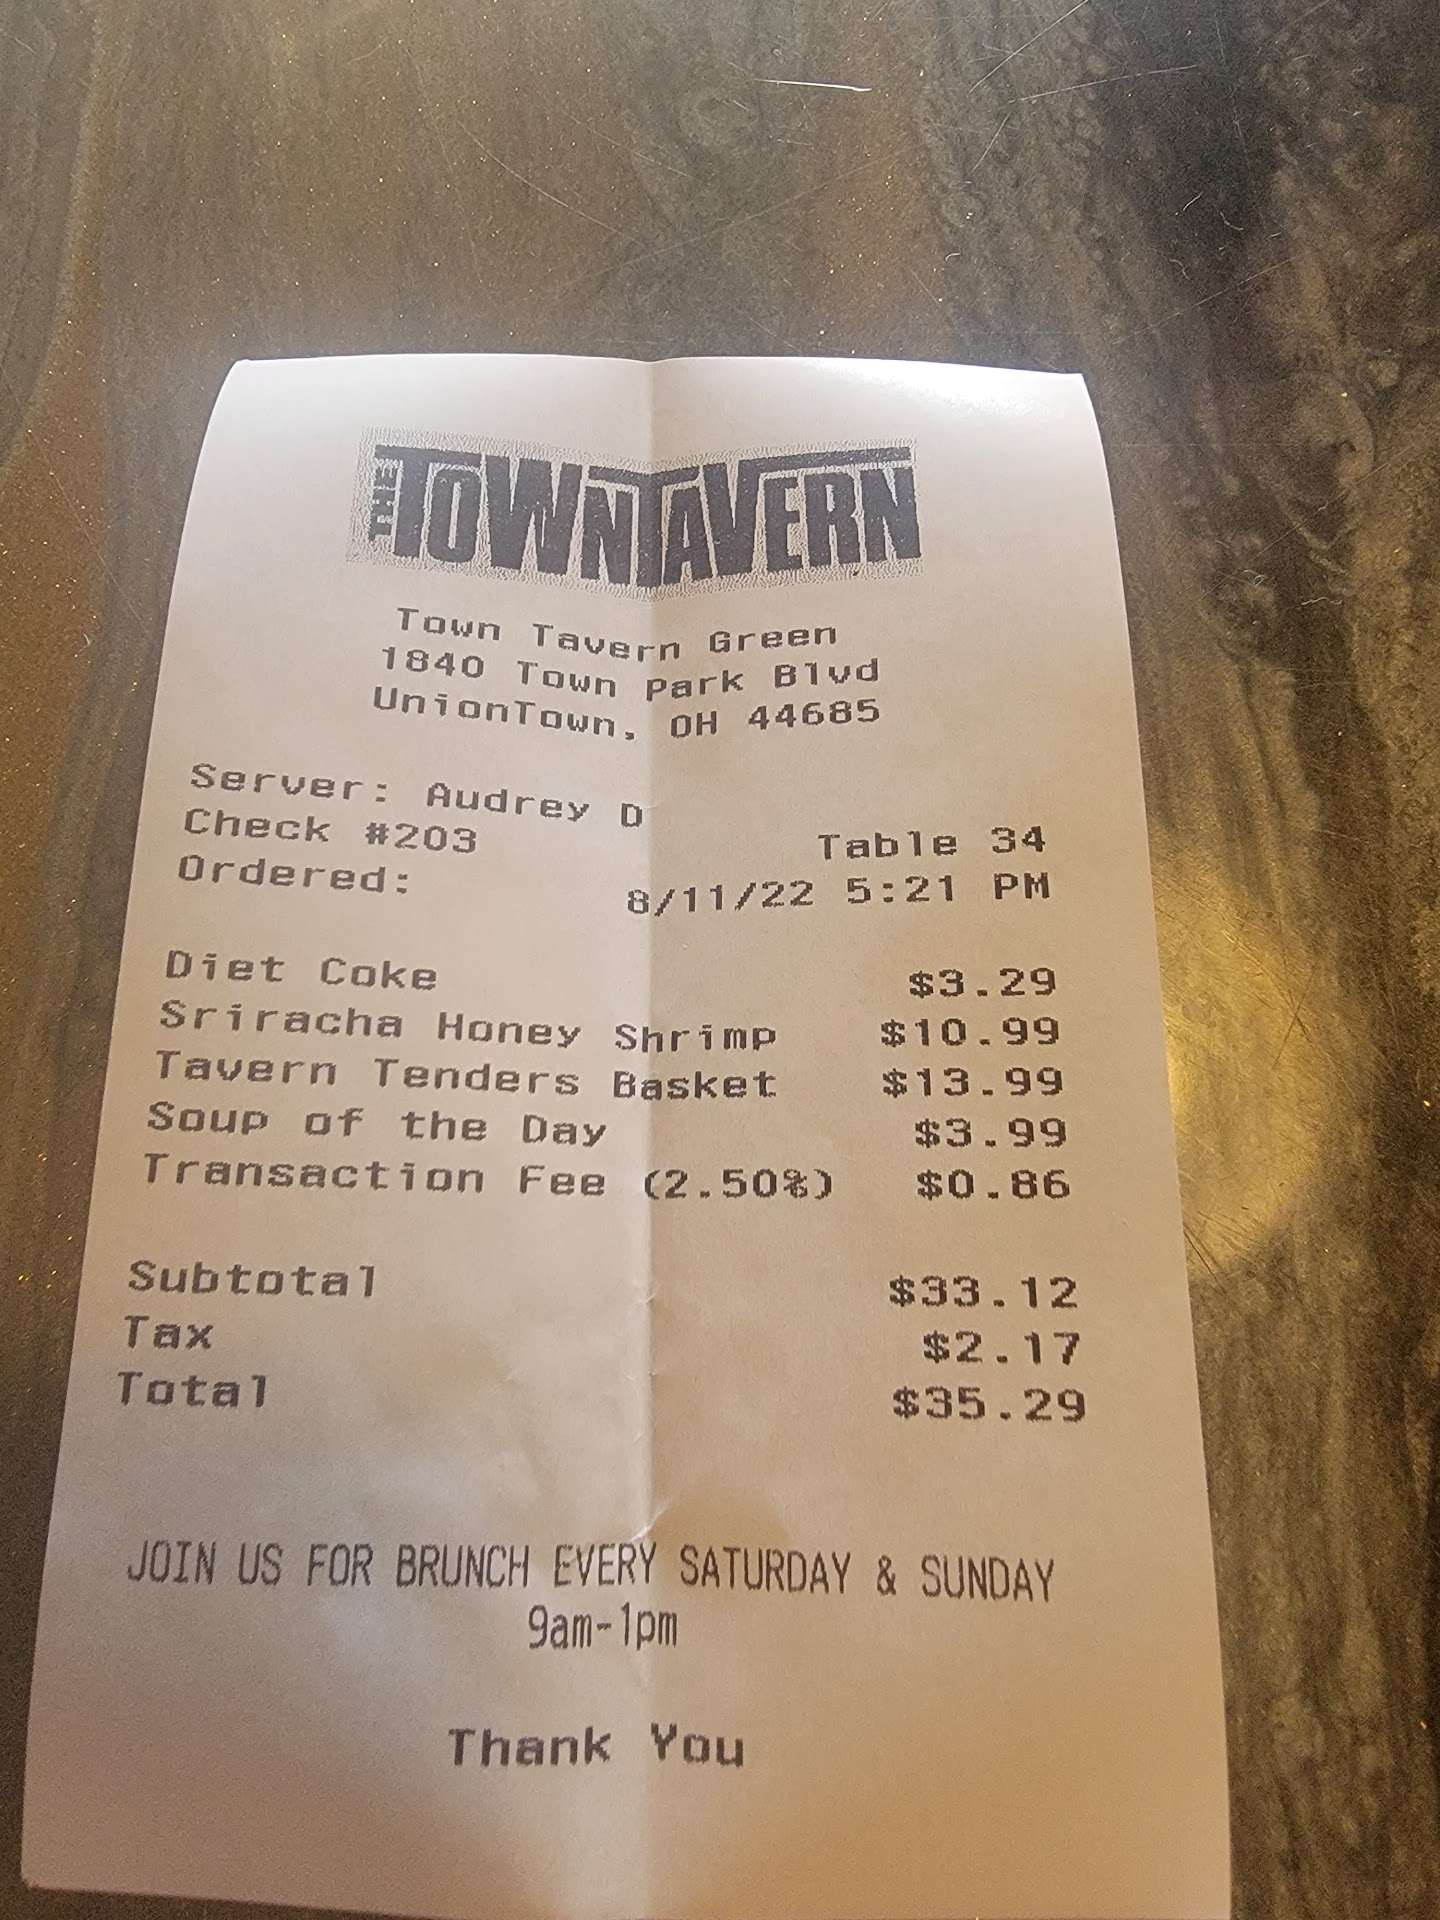 THE TOWN TAVERN
Town Tavern Green
1840 Town Park Blvd
UnionTown, OH 44685
Server: Audrey D
Check #203 Table 34
Ordered: 8/11/22 5:21 PM
Diet Coke $3.29
Sriracha Honey Shrimp $10.99
Tavern Tenders Basket $13.99
Soup of the Day $3.99
Transaction Fee (2.50%) $0.86
Subtotal $33.12
Tax $2.17
Total $35.29
JOIN US FOR BRUNCH EVERY SATURDAY & SUNDAY
9am-1pm
Thank You